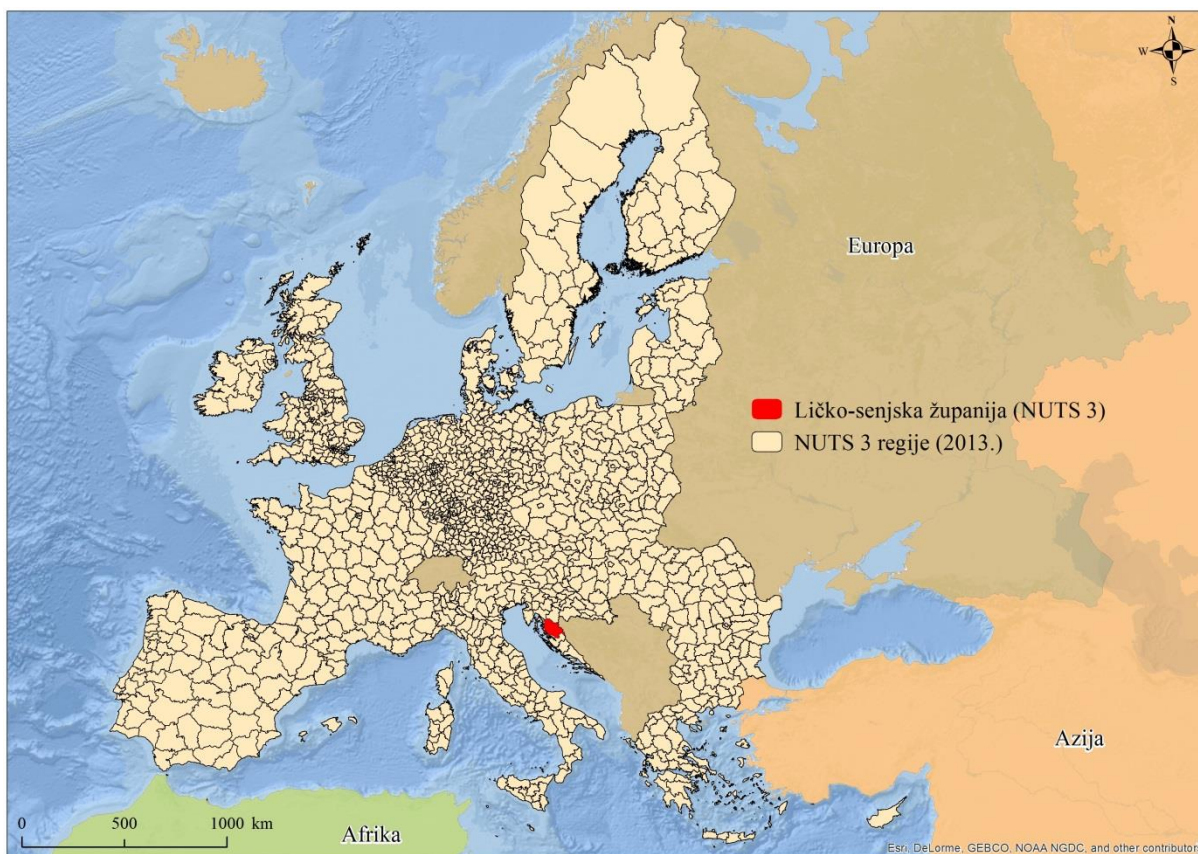 N
W
S
Europa
Ličko-senjska županija (NUTS 3)
NUTS 3 regije (2013.)
Azija
0 500 1000 km
Afrika
Esri, DeLorme, GEBCO, NOAA NGDC, and other contributor